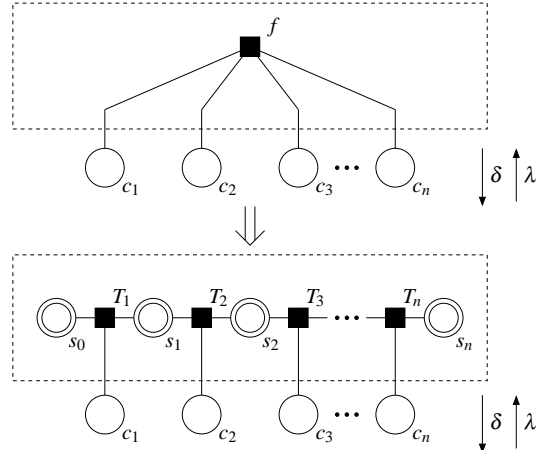 f
c₁ c₂ c₃ ••• cₙ δ λ
T₁ T₂ T₃ Tₙ
•••
s₀ s₁ s₂ sₙ
c₁ c₂ c₃ ••• cₙ δ λ